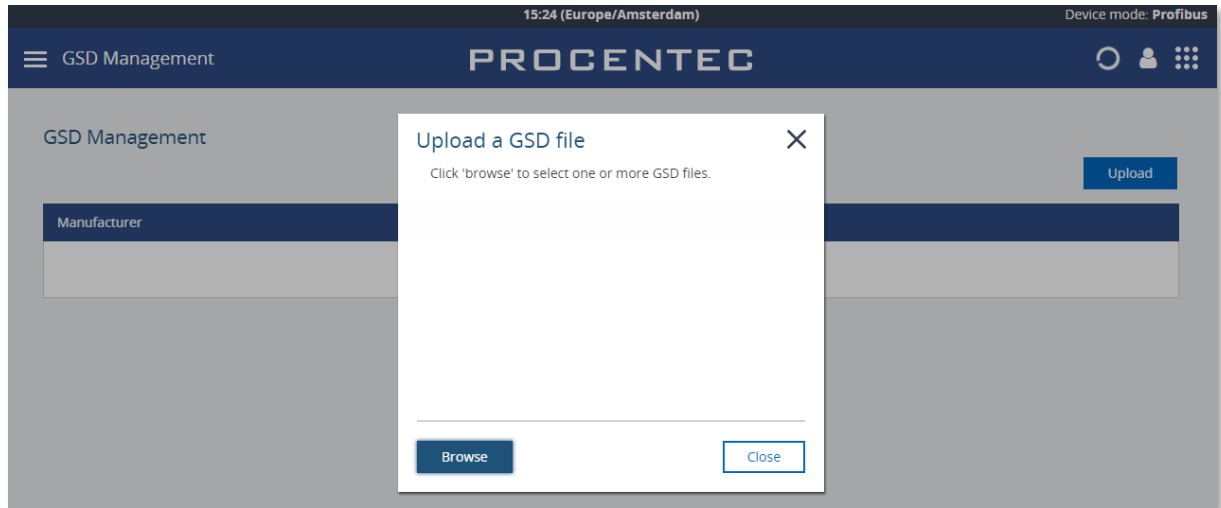 15:24 (Europe/Amsterdam)
Device mode: Profibus
GSD Management
PROCENTEC
GSD Management
Upload a GSD file
Click 'browse' to select one or more GSD files.
Upload
Manufacturer
Browse
Close